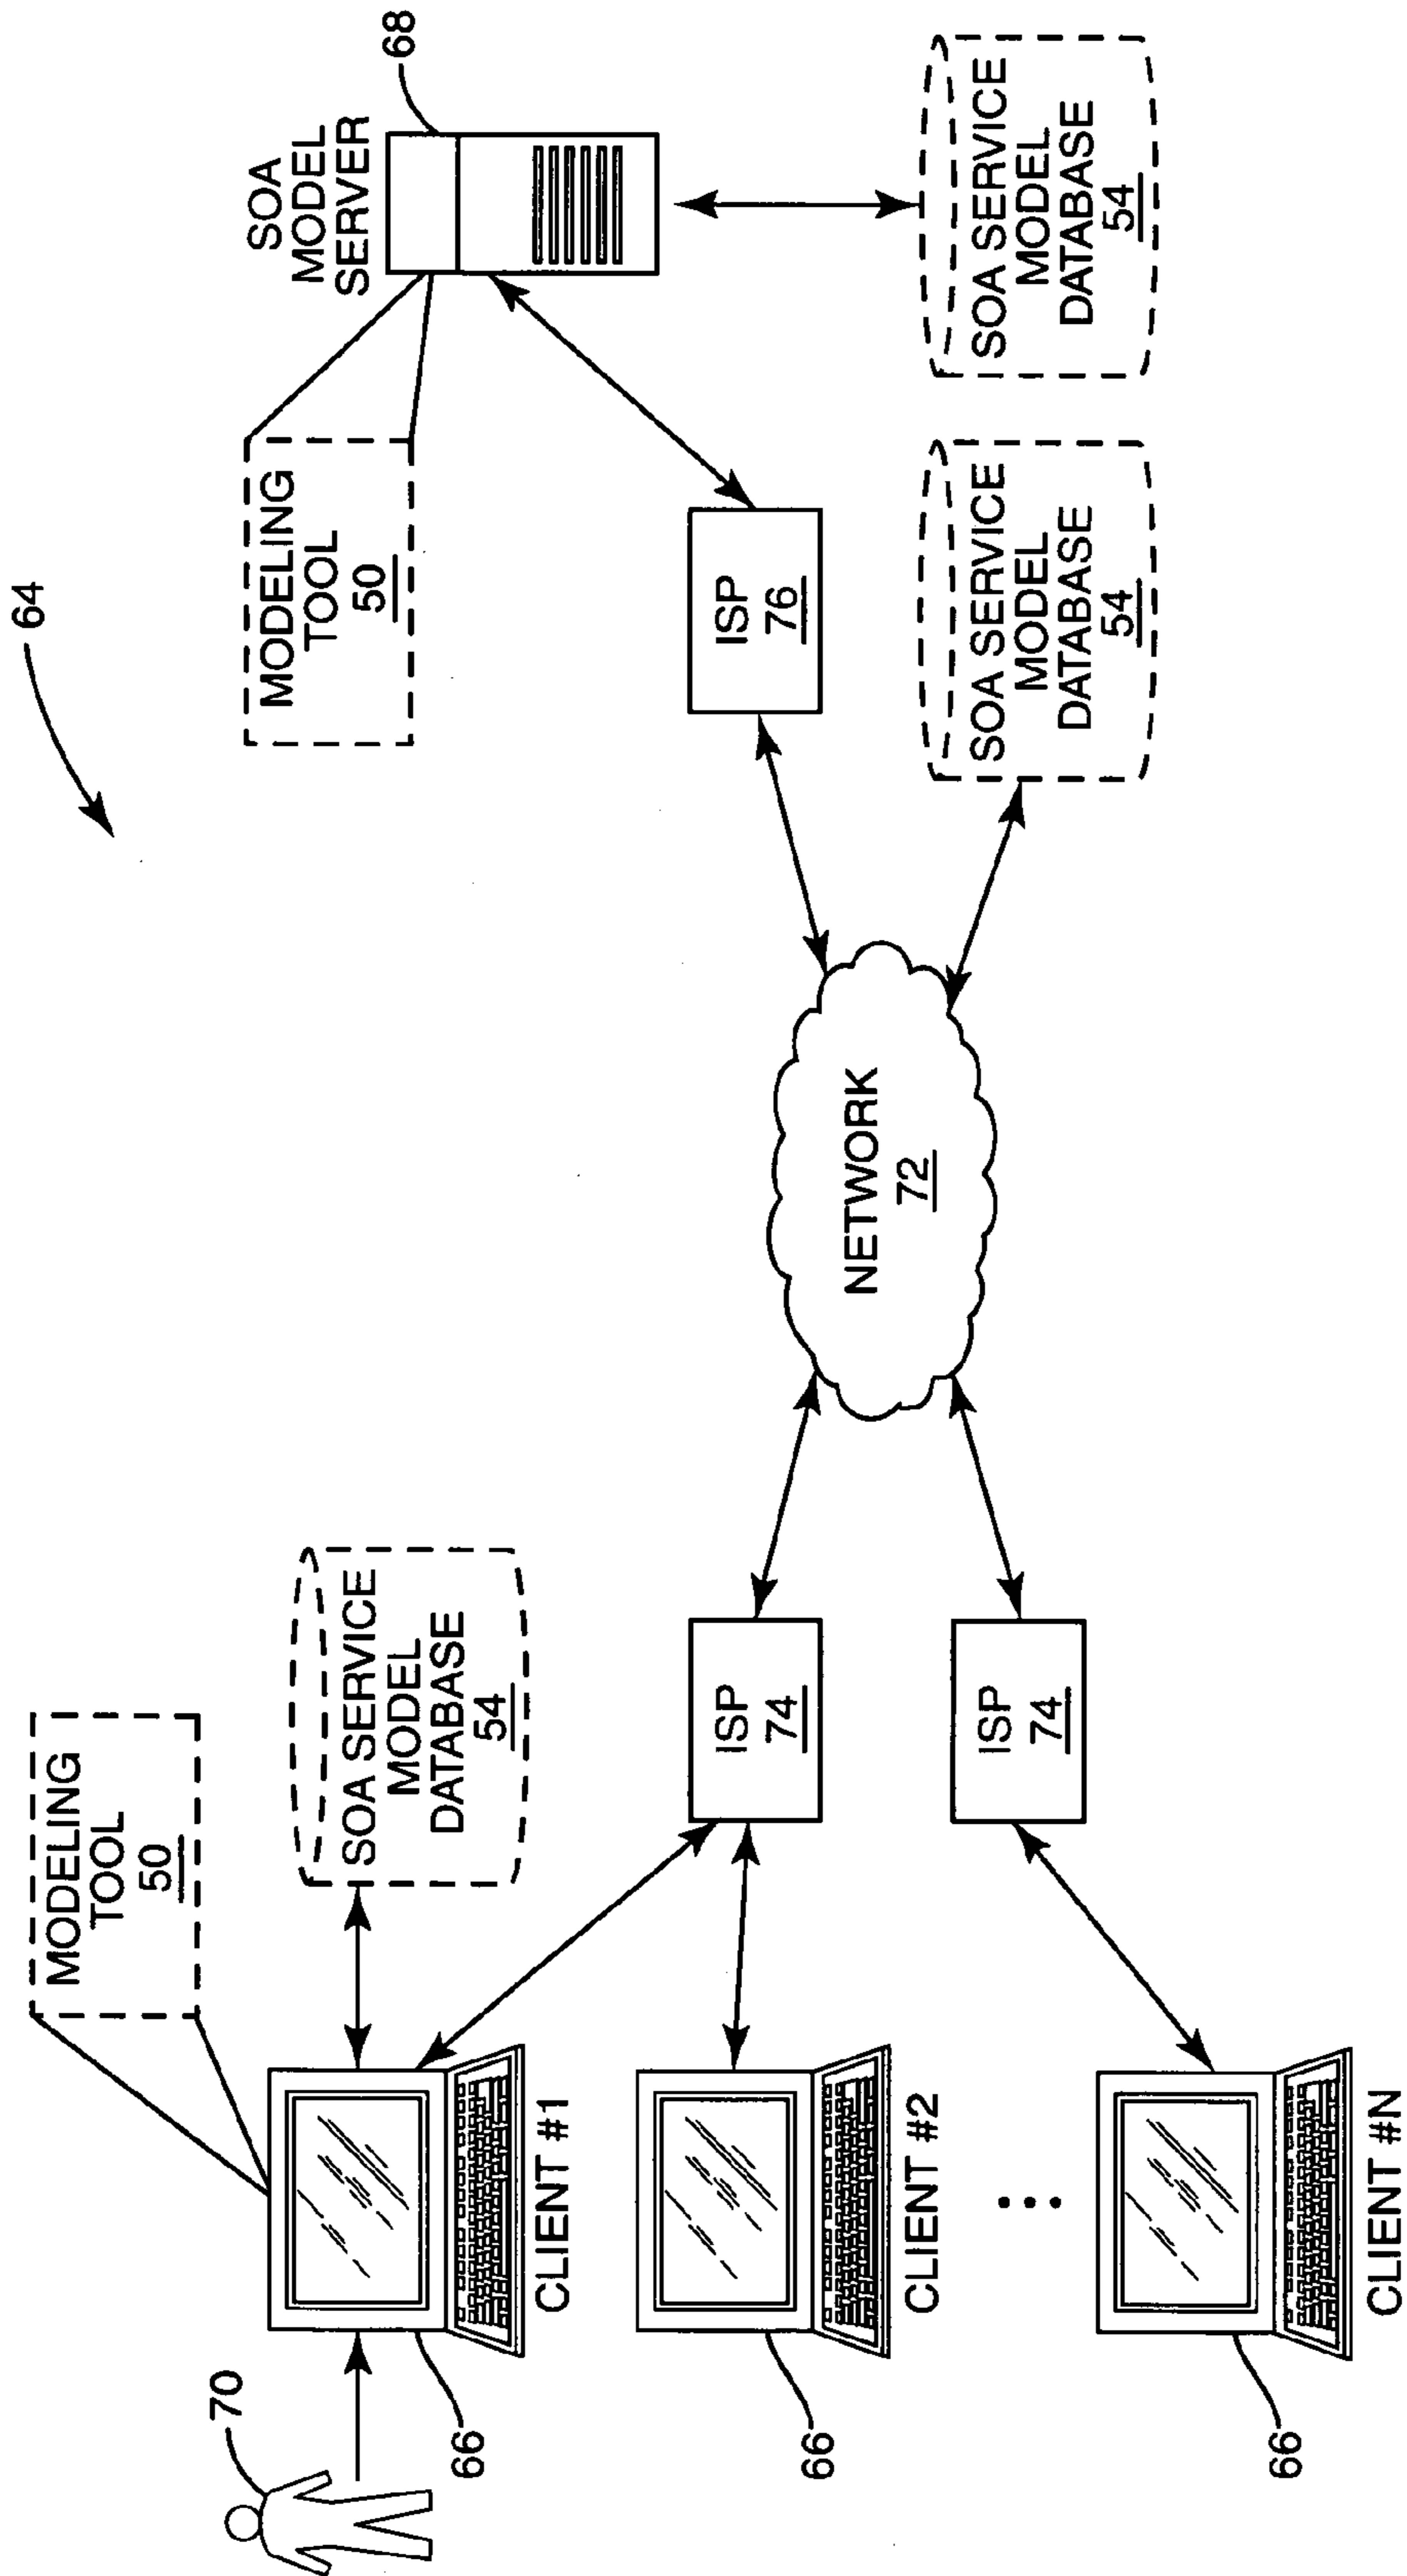 64
MODELING
TOOL
50
SOA SERVICE
MODEL
DATABASE
54
70
66
CLIENT #1
66
CLIENT #2
66
CLIENT #N
ISP
74
ISP
74
NETWORK
72
ISP
76
MODELING
TOOL
50
SOA
MODEL
SERVER
68
SOA SERVICE
MODEL
DATABASE
54
SOA SERVICE
MODEL
DATABASE
54